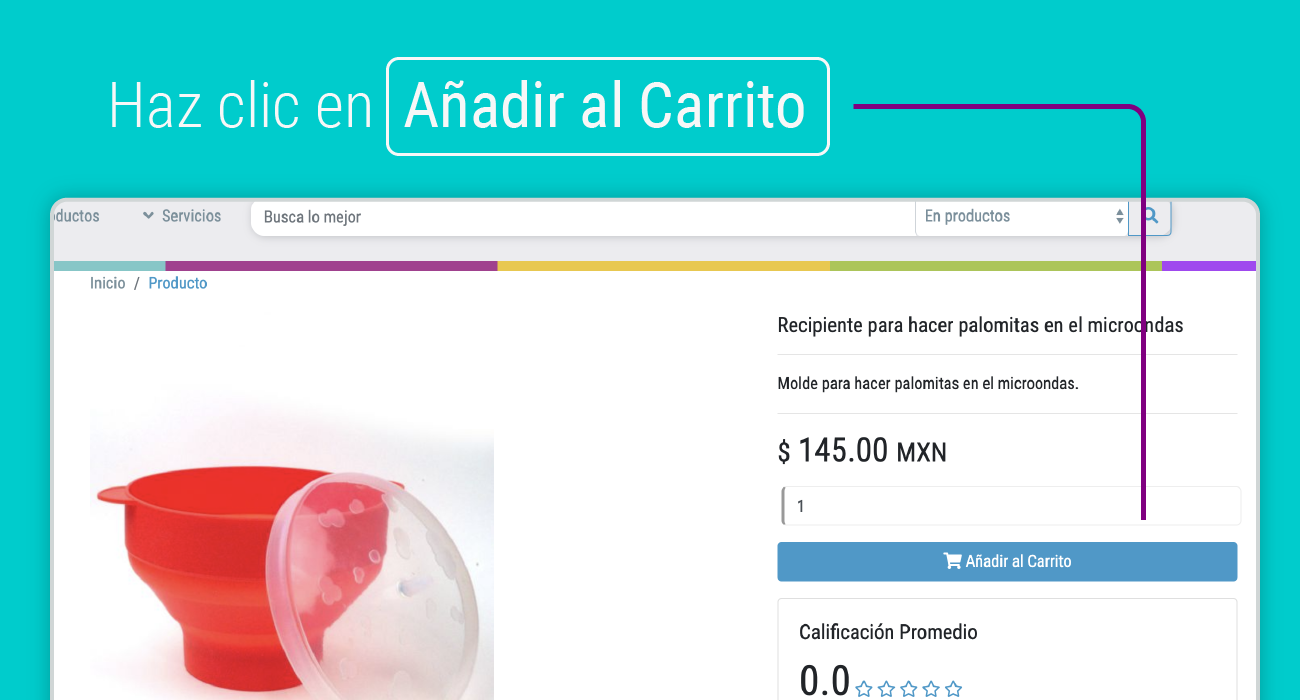 Haz clic en Añadir al Carrito
ductos Servicios Busca lo mejor En productos
Inicio / Producto
Recipiente para hacer palomitas en el microondas
Molde para hacer palomitas en el microondas.
$ 145.00 MXN
1
Añadir al Carrito
Calificación Promedio
0.0